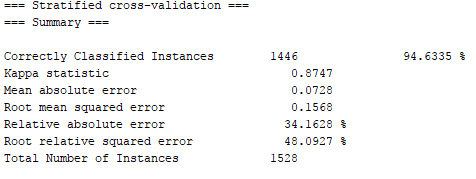 === Stratified cross-validation ===
=== Summary ===
Correctly Classified Instances 1446 94.6335 %
Kappa statistic 0.8747
Mean absolute error 0.0728
Root mean squared error 0.1568
Relative absolute error 34.1628 %
Root relative squared error 48.0927 %
Total Number of Instances 1528